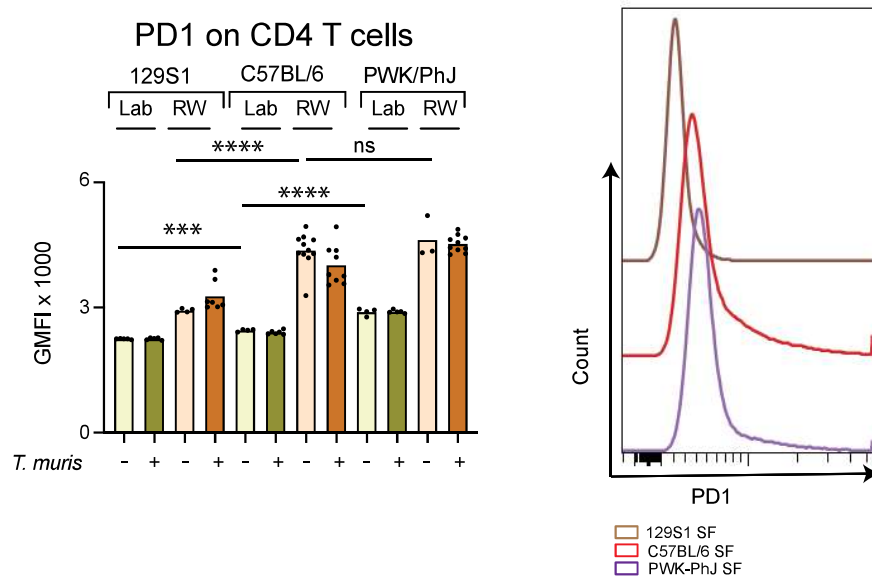 PD1 on CD4 T cells
129S1 C57BL/6 PWK/PhJ
Lab RW Lab RW Lab RW
**** ns
****
***
6
3
0
GMFI x 1000
T. muris - + - + - + - + - + - +
Count
PD1
129S1 SF
C57BL/6 SF
PWK-PhJ SF